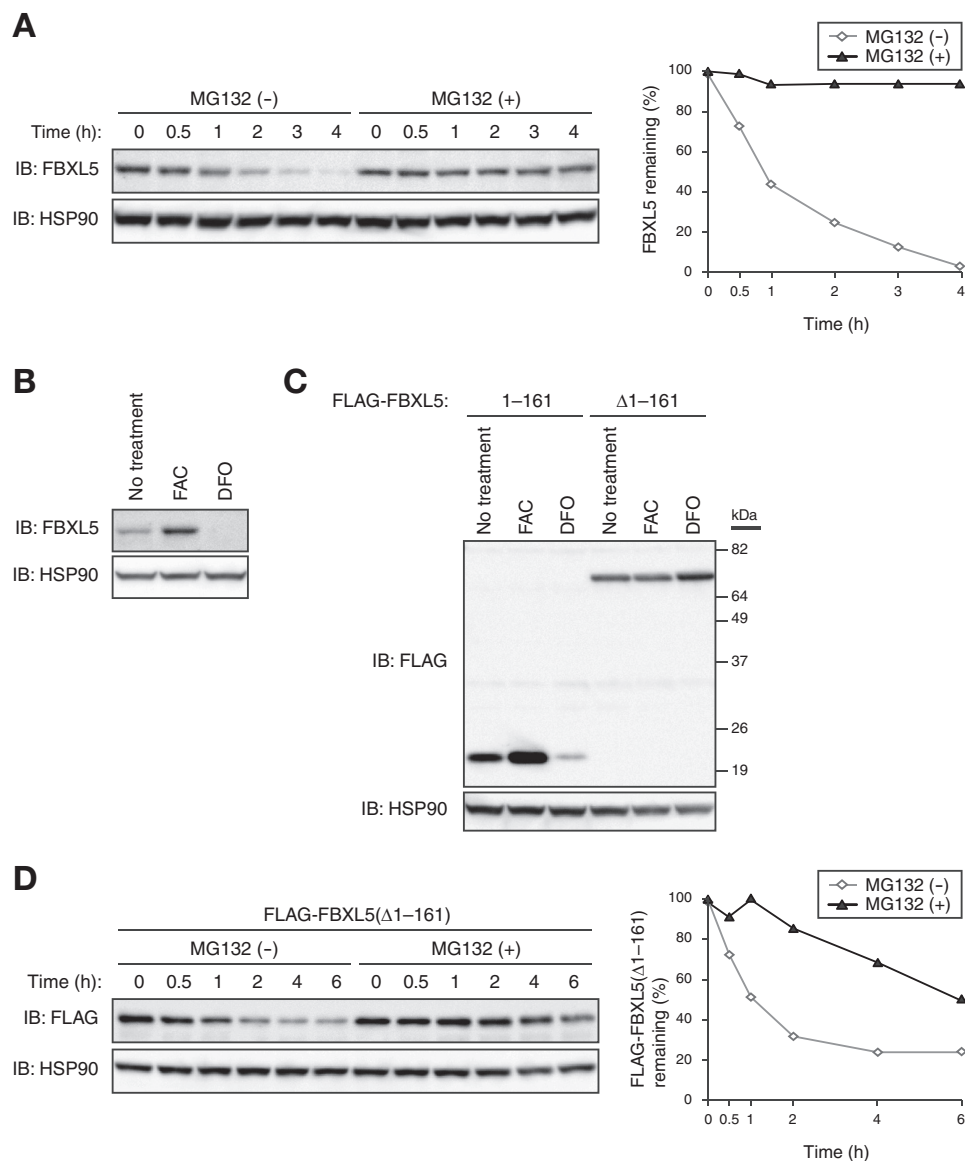 A
MG132 (–)
MG132 (+)
Time (h): 0 0.5 1 2 3 4 0 0.5 1 2 3 4
IB: FBXL5
IB: HSP90
MG132 (–)
MG132 (+)
FBXL5 remaining (%)
100
80
60
40
20
0
0 0.5 1 2 3 4
Time (h)
B
No treatment
FAC
DFO
IB: FBXL5
IB: HSP90
C
FLAG-FBXL5: 1–161 Δ1–161
No treatment
FAC
DFO
No treatment
FAC
DFO
kDa
82
64
49
37
26
19
IB: FLAG
IB: HSP90
D
FLAG-FBXL5(Δ1–161)
MG132 (–)
MG132 (+)
Time (h): 0 0.5 1 2 4 6 0 0.5 1 2 4 6
IB: FLAG
IB: HSP90
MG132 (–)
MG132 (+)
FLAG-FBXL5(Δ1–161)
remaining (%)
100
80
60
40
20
0
0 0.5 1 2 4 6
Time (h)